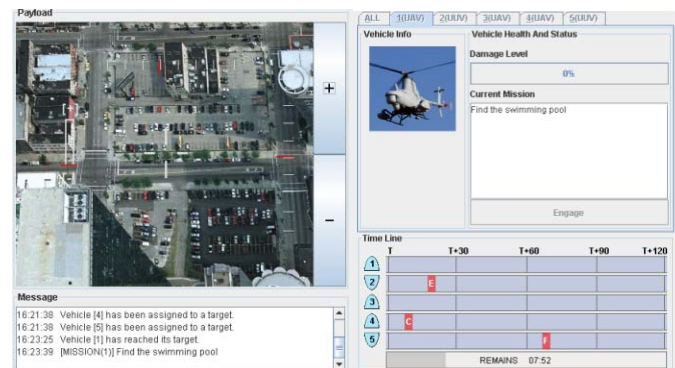 Payload
+
−
Message
16:21:38 Vehicle [4] has been assigned to a target.
16:21:38 Vehicle [5] has been assigned to a target.
16:23:25 Vehicle [1] has reached its target.
16:23:39 [MISSION(1)] Find the swimming pool
ALL 1(UAV) 2(UUV) 3(UAV) 4(UAV) 5(UUV)
Vehicle Info
Vehicle Health And Status
Damage Level
0%
Current Mission
Find the swimming pool
Engage
Time Line
T T+30 T+60 T+90 T+120
1
2 E
3
4 C
5 F
REMAINS 07:52